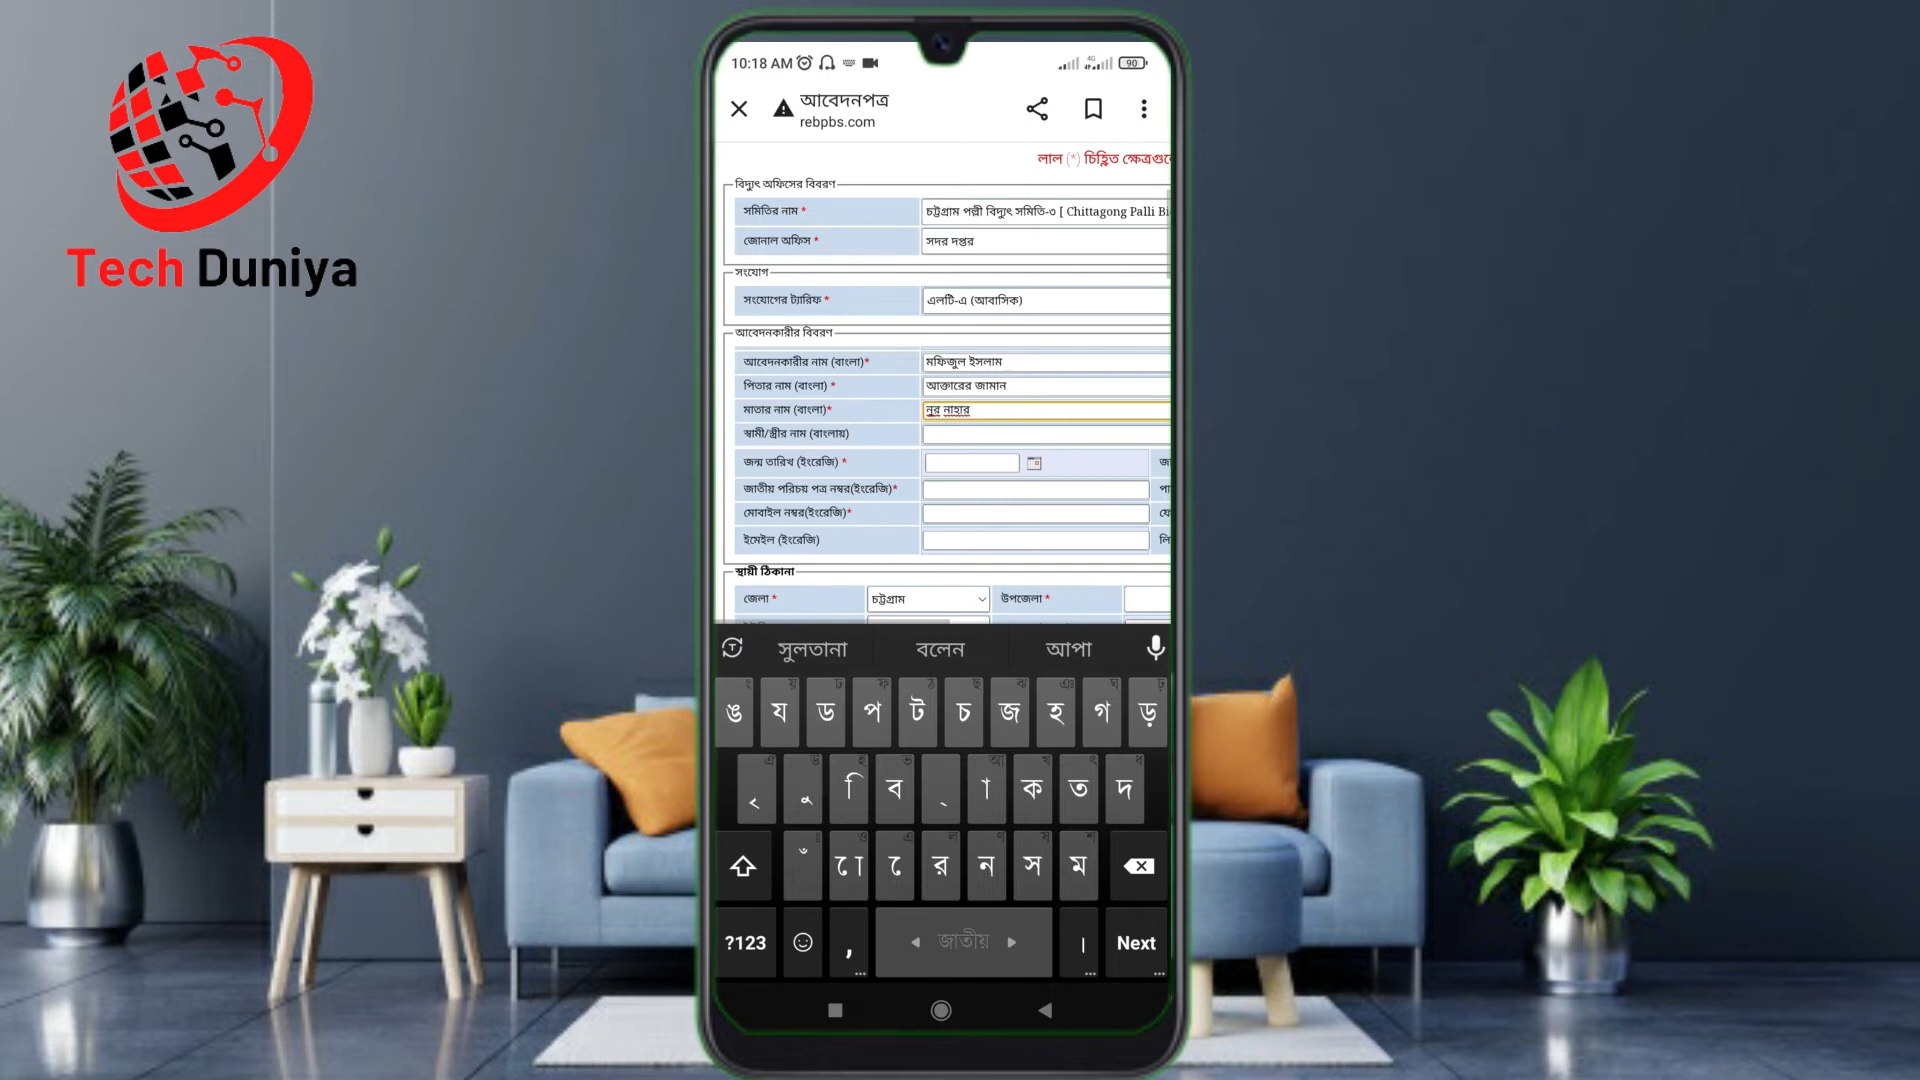 Tech Duniya
10:18 AM 4G 90
আবেদনপত্র
rebpbs.com
লাল (*) চিহ্নিত
বিদ্যুৎ অফিসের বিবরণ
সমিতির নাম * চট্টগ্রাম পল্লী বিদ্যুৎ সমিতি-৩ [ Chittagong Palli
জোনাল অফিস * সদর দপ্তর
সংযোগ
সংযোগের ট্যারিফ * এলটি-এ (আবাসিক)
আবেদনকারীর বিবরণ
আবেদনকারীর নাম (বাংলা)* মফিজুল ইসলাম
পিতার নাম (বাংলা) * আক্তারের জামান
মাতার নাম (বাংলা)* নুর নাহার
স্বামী/স্ত্রীর নাম (বাংলায়)
জন্ম তারিখ (ইংরেজি) *
জাতীয় পরিচয় পত্র নম্বর(ইংরেজি)*
মোবাইল নম্বর(ইংরেজি)*
ইমেইল (ইংরেজি)
স্থায়ী ঠিকানা
জেলা * চট্টগ্রাম উপজেলা *
সুলতানা বলেন আপা
ঙ য ড প ট চ জ হ গ ড়
ৃ ু ি ব ্ া ক ত দ
ঁ ো ে র ন স ম
?123 , জাতীয় । Next